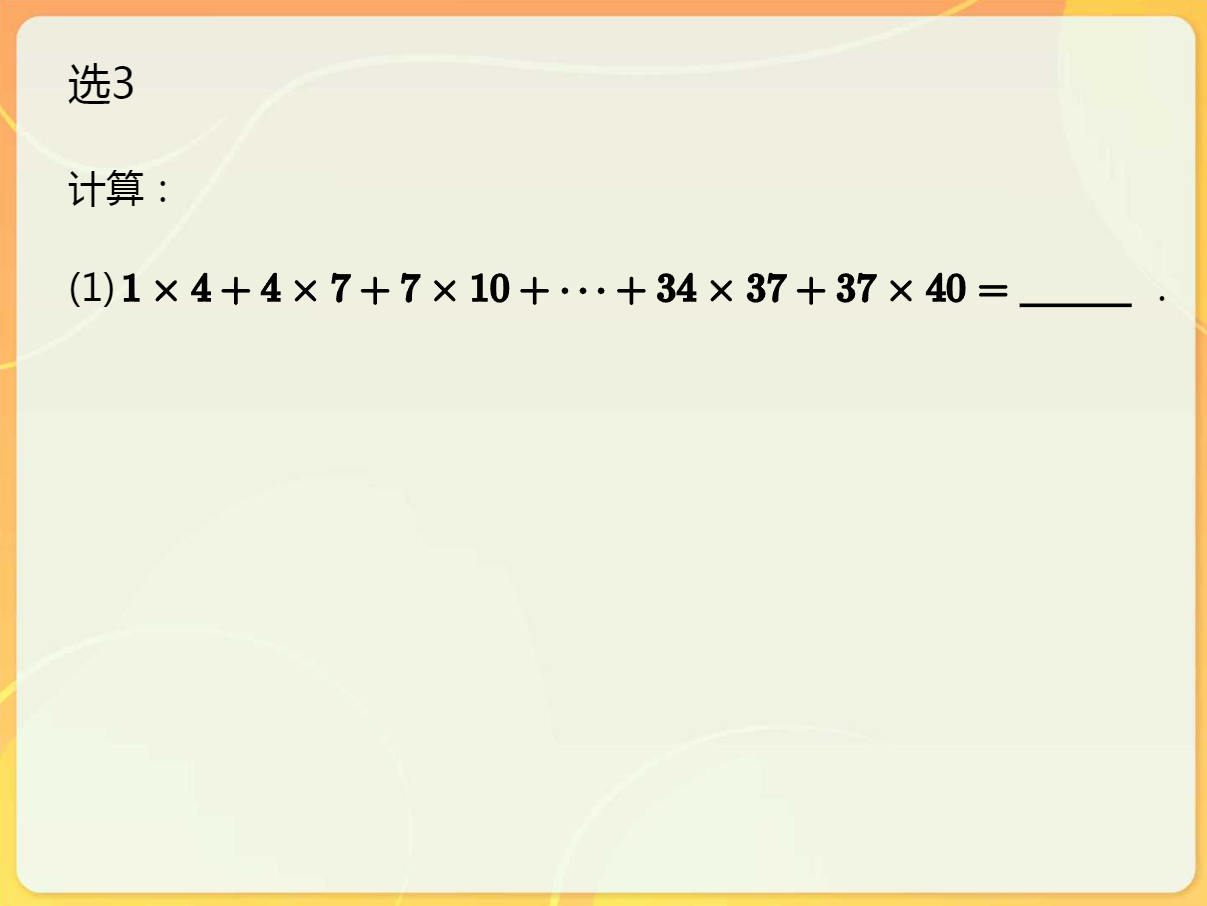 选3
计算：
(1) 1 × 4 + 4 × 7 + 7 × 10 + ⋯ + 34 × 37 + 37 × 40 = ______ .